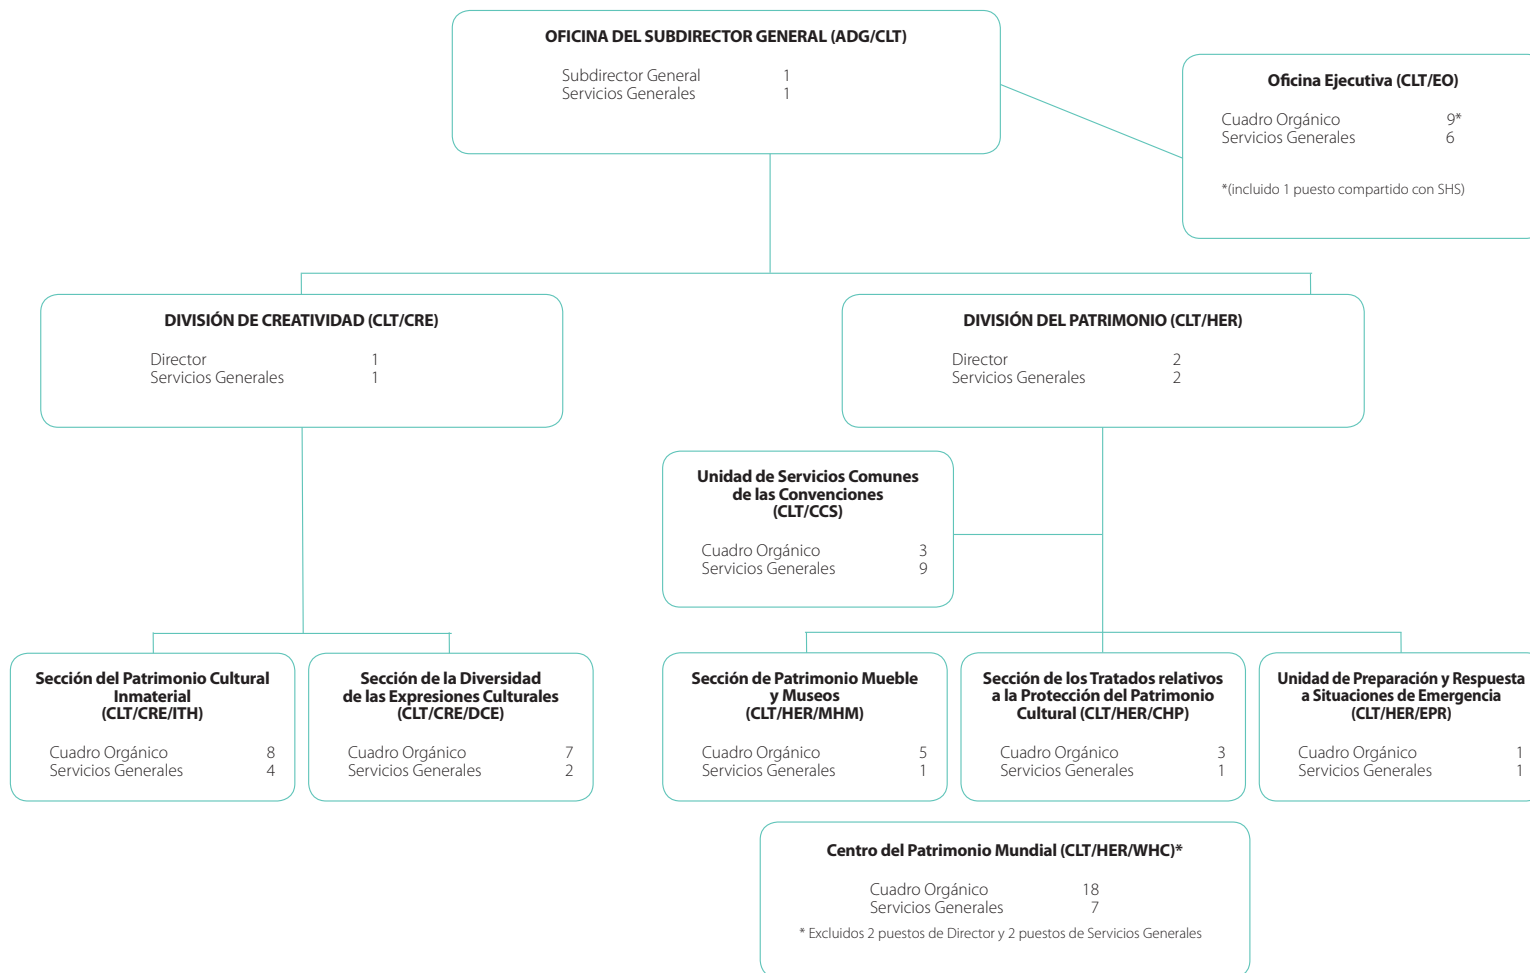 OFICINA DEL SUBDIRECTOR GENERAL (ADG/CLT)
Subdirector General 1
Servicios Generales 1
Oficina Ejecutiva (CLT/EO)
Cuadro Orgánico 9*
Servicios Generales 6
*(incluido 1 puesto compartido con SHS)
DIVISIÓN DE CREATIVIDAD (CLT/CRE)
Director 1
Servicios Generales 1
DIVISIÓN DEL PATRIMONIO (CLT/HER)
Director 2
Servicios Generales 2
Unidad de Servicios Comunes
de las Convenciones
(CLT/CCS)
Cuadro Orgánico 3
Servicios Generales 9
Sección del Patrimonio Cultural
Inmaterial
(CLT/CRE/ITH)
Cuadro Orgánico 8
Servicios Generales 4
Sección de la Diversidad
de las Expresiones Culturales
(CLT/CRE/DCE)
Cuadro Orgánico 7
Servicios Generales 2
Sección de Patrimonio Mueble
y Museos
(CLT/HER/MHM)
Cuadro Orgánico 5
Servicios Generales 1
Sección de los Tratados relativos
a la Protección del Patrimonio
Cultural (CLT/HER/CHP)
Cuadro Orgánico 3
Servicios Generales 1
Unidad de Preparación y Respuesta
a Situaciones de Emergencia
(CLT/HER/EPR)
Cuadro Orgánico 1
Servicios Generales 1
Centro del Patrimonio Mundial (CLT/HER/WHC)*
Cuadro Orgánico 18
Servicios Generales 7
* Excluidos 2 puestos de Director y 2 puestos de Servicios Generales